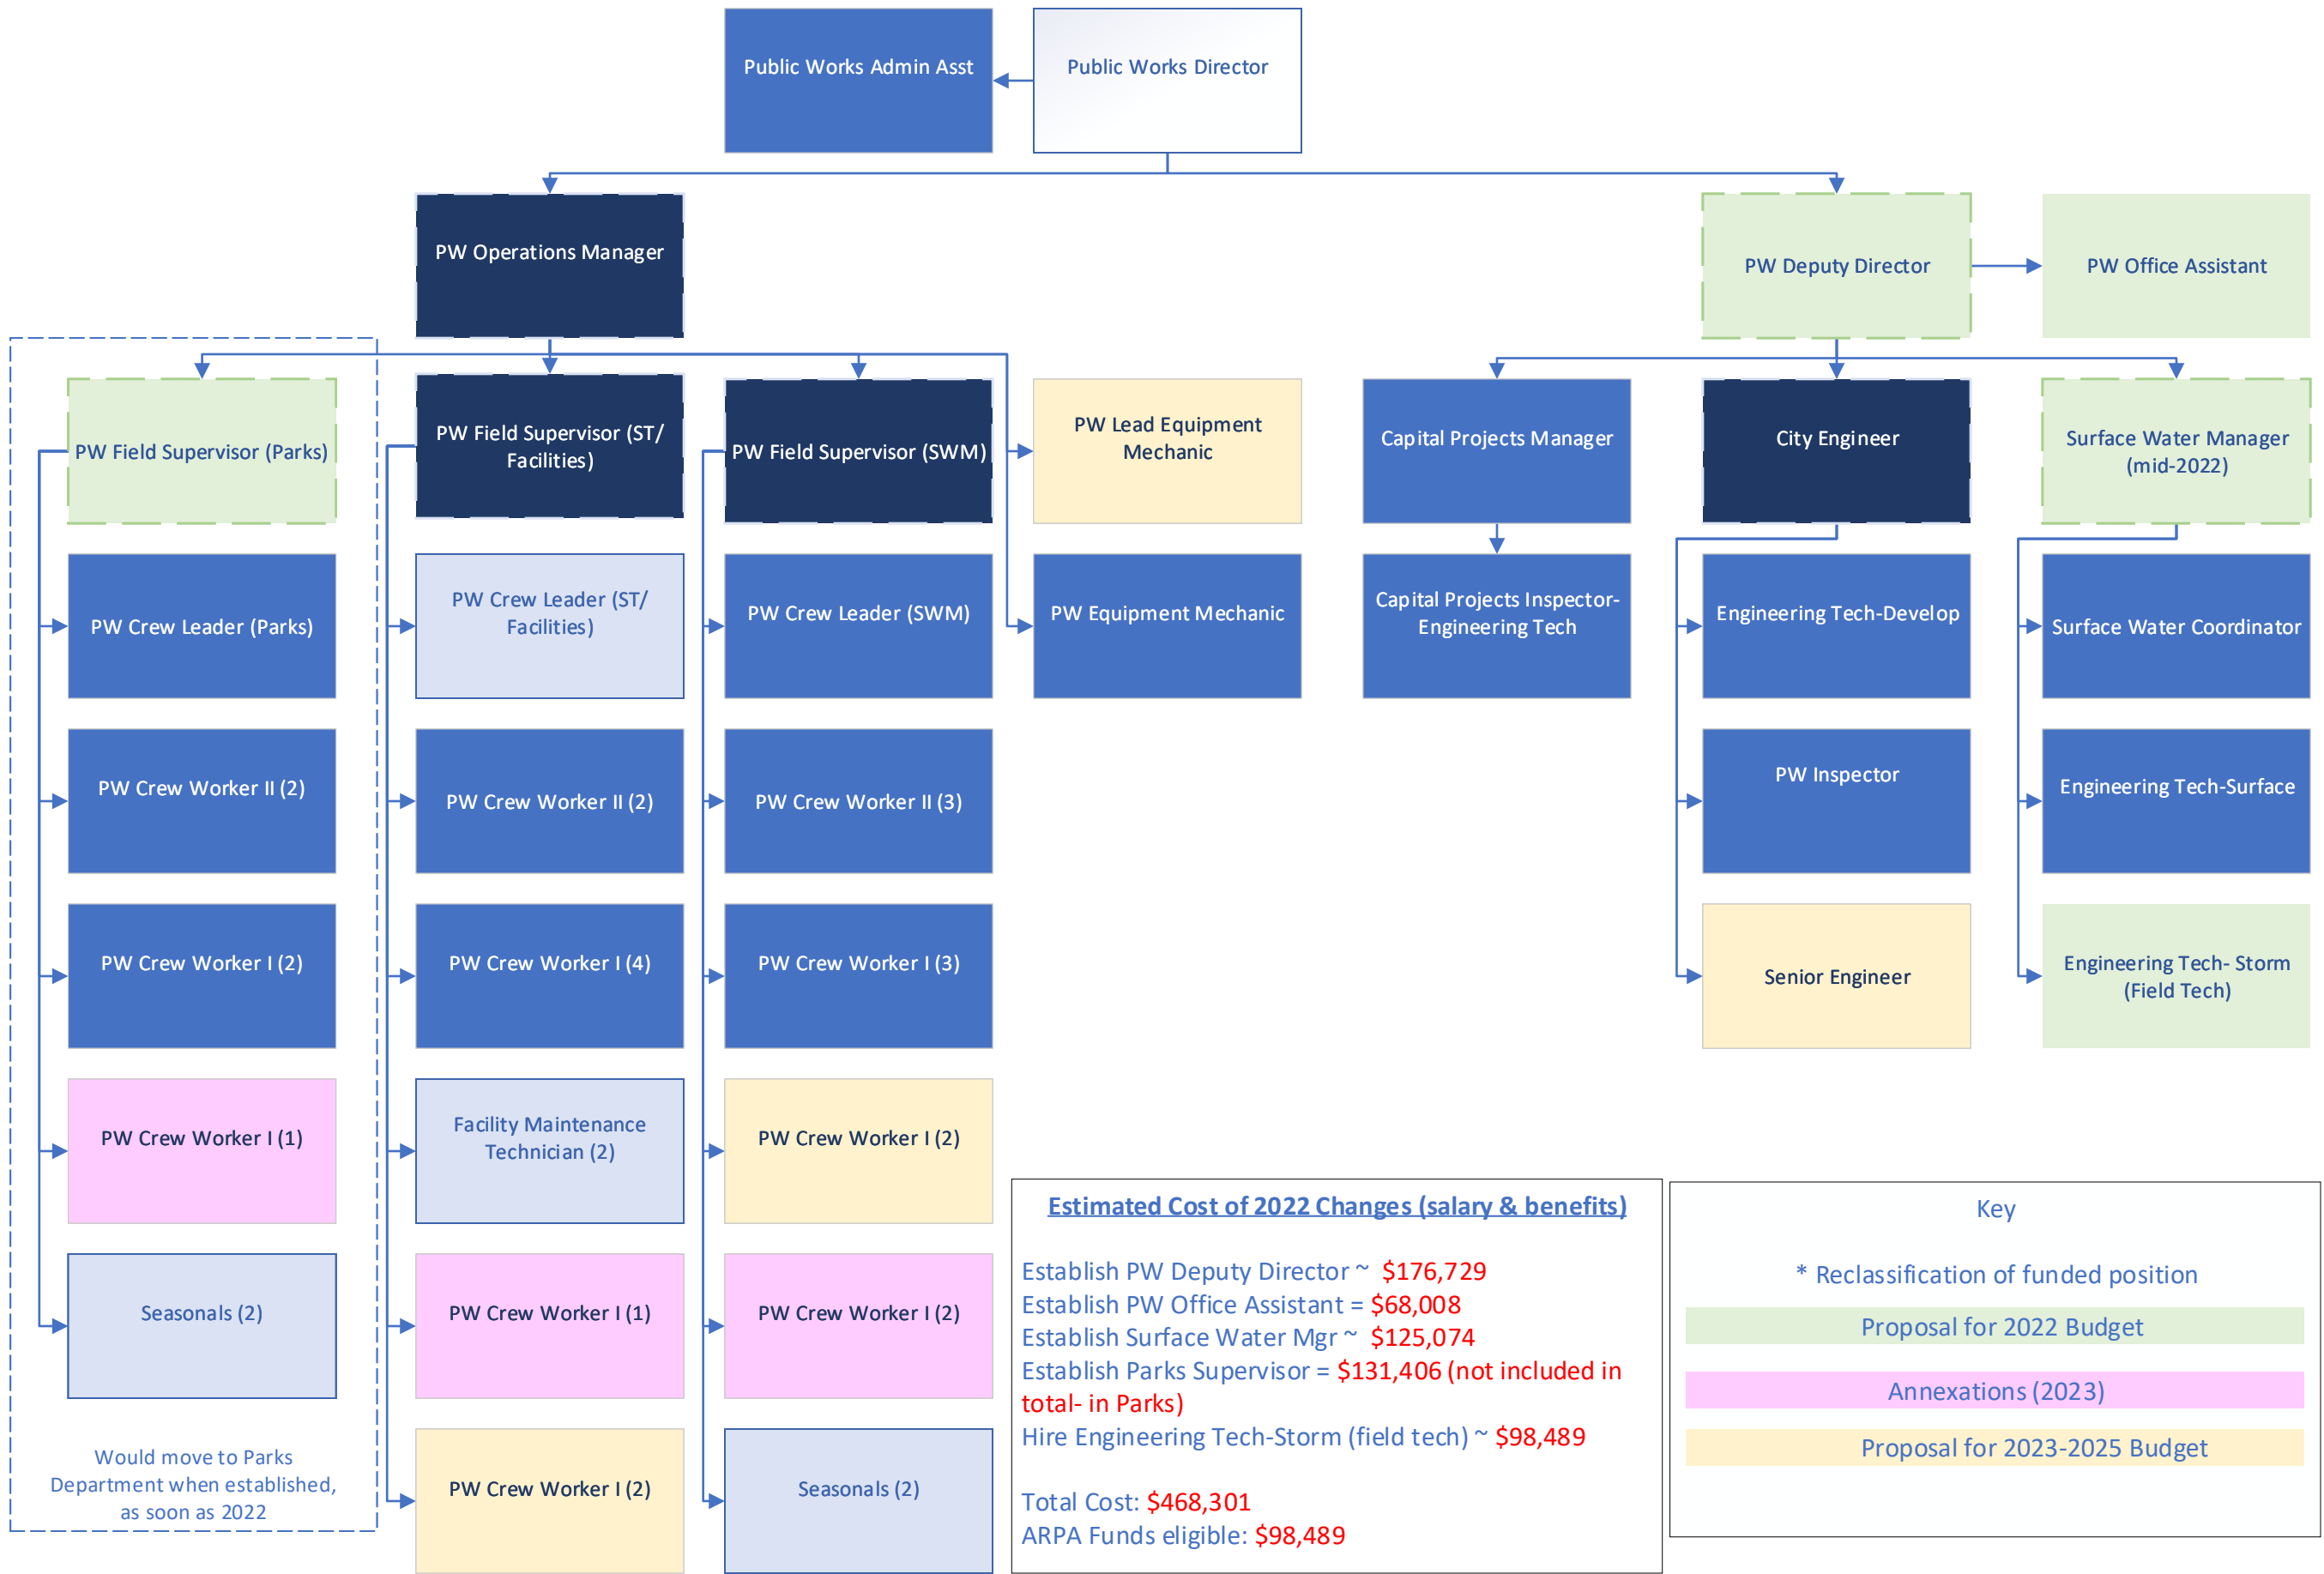 Public Works Admin Asst
Public Works Director
PW Operations Manager
PW Deputy Director
PW Office Assistant
PW Field Supervisor (Parks)
PW Field Supervisor (ST/
Facilities)
PW Field Supervisor (SWM)
PW Lead Equipment
Mechanic
Capital Projects Manager
City Engineer
Surface Water Manager
(mid-2022)
PW Crew Leader (Parks)
PW Crew Leader (ST/
Facilities)
PW Crew Leader (SWM)
PW Equipment Mechanic
Capital Projects Inspector-
Engineering Tech
Engineering Tech-Develop
Surface Water Coordinator
PW Crew Worker II (2)
PW Crew Worker II (2)
PW Crew Worker II (3)
PW Inspector
Engineering Tech-Surface
PW Crew Worker I (2)
PW Crew Worker I (4)
PW Crew Worker I (3)
Senior Engineer
Engineering Tech- Storm
(Field Tech)
PW Crew Worker I (1)
Facility Maintenance
Technician (2)
PW Crew Worker I (2)
Seasonals (2)
PW Crew Worker I (1)
PW Crew Worker I (2)
Would move to Parks
Department when established,
as soon as 2022
PW Crew Worker I (2)
Seasonals (2)
Estimated Cost of 2022 Changes (salary & benefits)
Establish PW Deputy Director ~ $176,729
Establish PW Office Assistant = $68,008
Establish Surface Water Mgr ~ $125,074
Establish Parks Supervisor = $131,406 (not included in
total- in Parks)
Hire Engineering Tech-Storm (field tech) ~ $98,489
Total Cost: $468,301
ARPA Funds eligible: $98,489
Key
* Reclassification of funded position
Proposal for 2022 Budget
Annexations (2023)
Proposal for 2023-2025 Budget